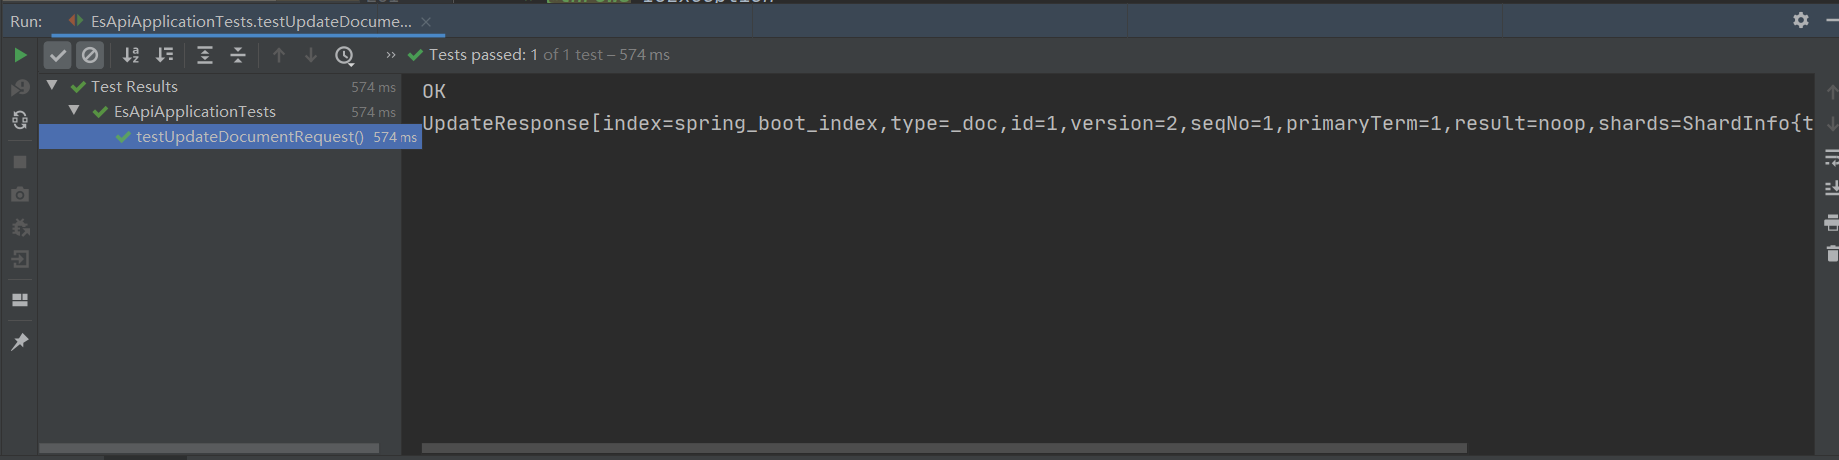 Run: EsApiApplicationTests.testUpdateDocume...
Tests passed: 1 of 1 test – 574 ms
Test Results 574 ms
EsApiApplicationTests 574 ms
testUpdateDocumentRequest() 574 ms
OK
UpdateResponse[index=spring_boot_index,type=_doc,id=1,version=2,seqNo=1,primaryTerm=1,result=noop,shards=ShardInfo{t